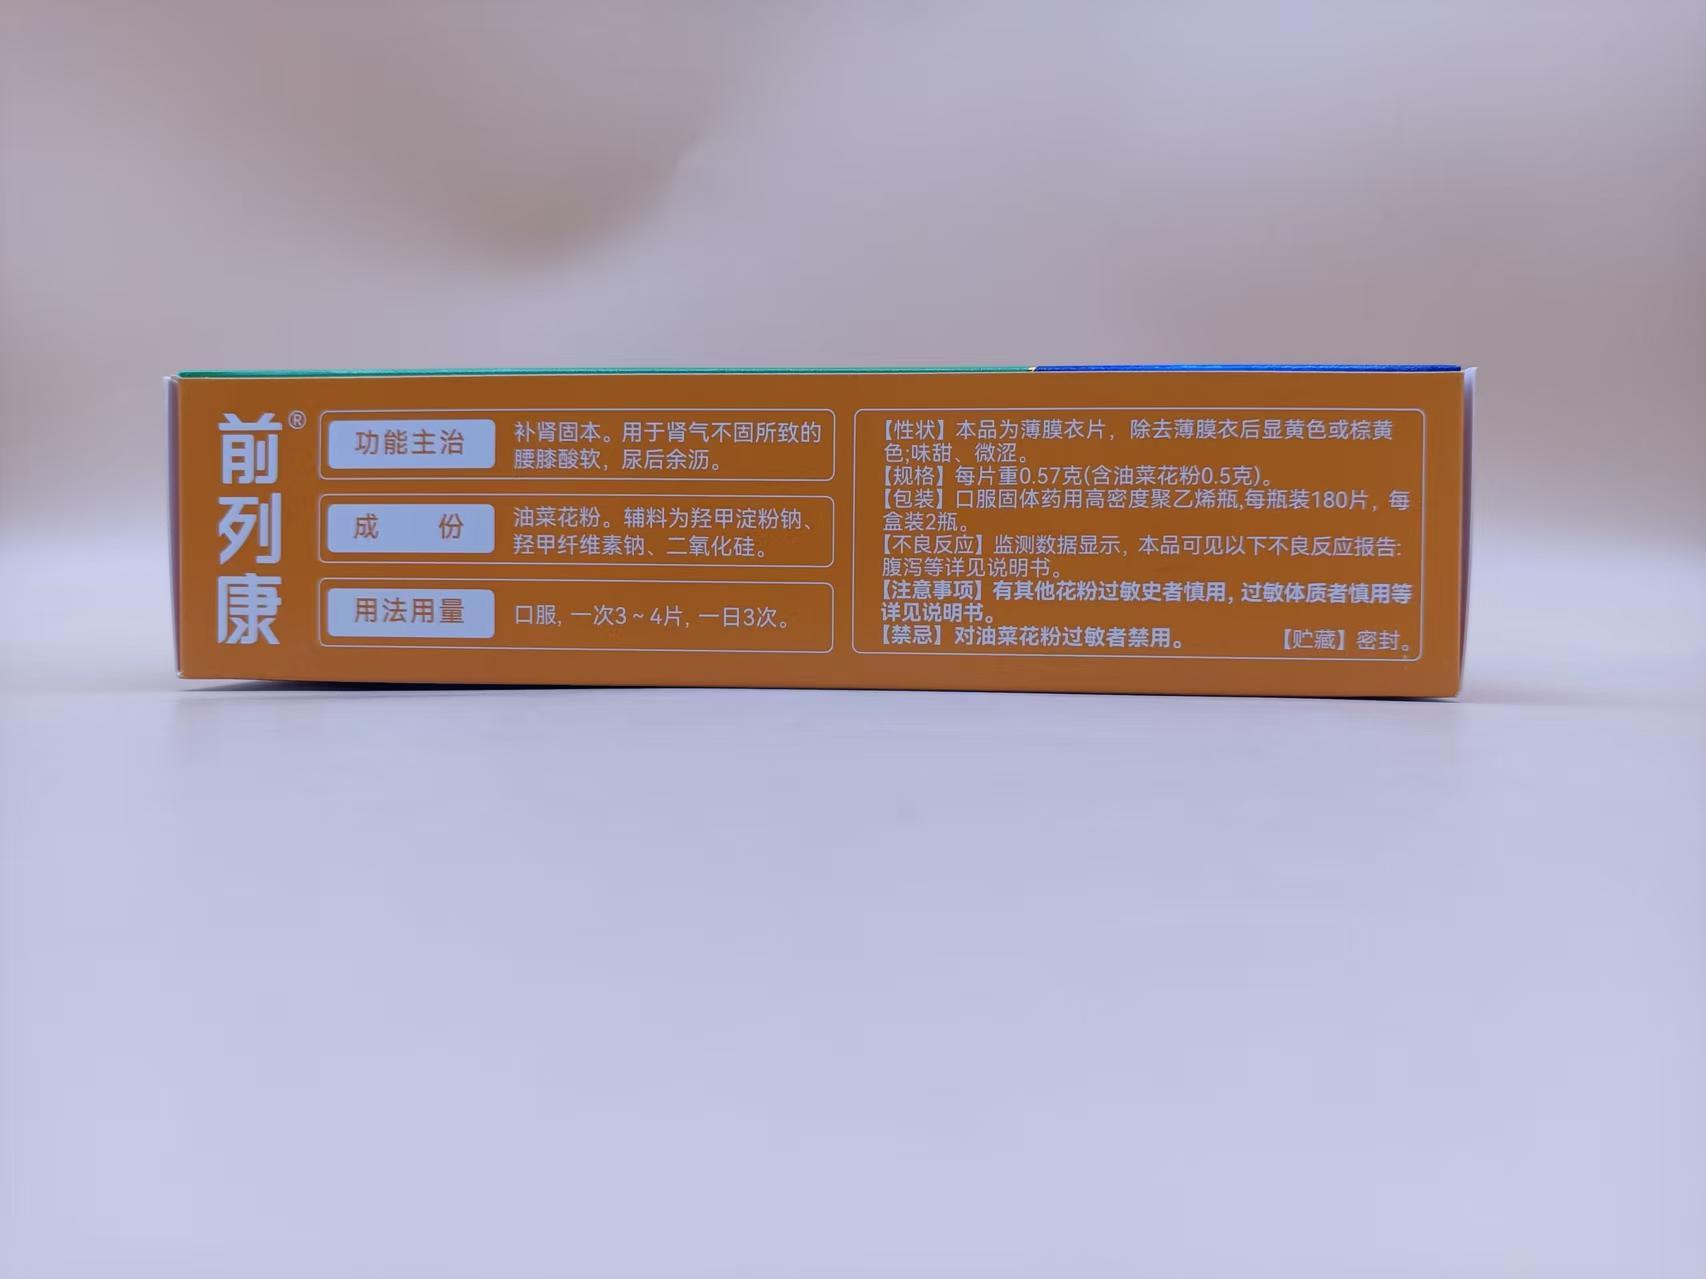 前列康®
功能主治
补肾固本。用于肾气不固所致的
腰膝酸软，尿后余沥。
成 份
油菜花粉。辅料为羟甲淀粉钠、
羟甲纤维素钠、二氧化硅。
用法用量
口服，一次3~4片，一日3次。
【性状】本品为薄膜衣片，除去薄膜衣后显黄色或棕黄
色;味甜、微涩。
【规格】每片重0.57克(含油菜花粉0.5克)。
【包装】口服固体药用高密度聚乙烯瓶,每瓶装180片，每
盒装2瓶。
【不良反应】监测数据显示，本品可见以下不良反应报告:
腹泻等详见说明书。
【注意事项】有其他花粉过敏史者慎用，过敏体质者慎用等
详见说明书。
【禁忌】对油菜花粉过敏者禁用。 【贮藏】密封。